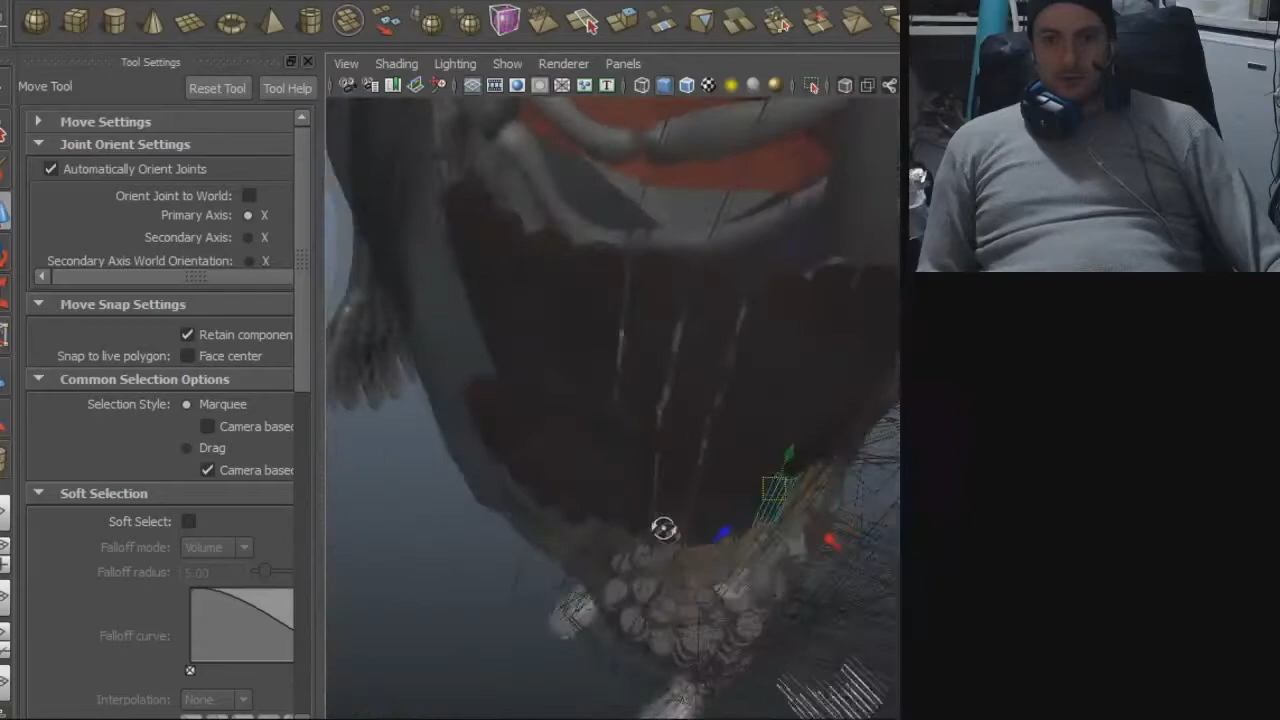 Tool Settings
View Shading Lighting Show Renderer Panels
Move Tool Reset Tool Tool Help
Move Settings
Joint Orient Settings
Automatically Orient Joints
Orient Joint to World:
Primary Axis: X
Secondary Axis: X
Secondary Axis World Orientation: X
Move Snap Settings
Retain componen
Snap to live polygon: Face center
Common Selection Options
Selection Style: Marquee
Camera based
Drag
Camera based
Soft Selection
Soft Select:
Falloff mode: Volume
Falloff radius: 5.00
Falloff curve:
Interpolation: None